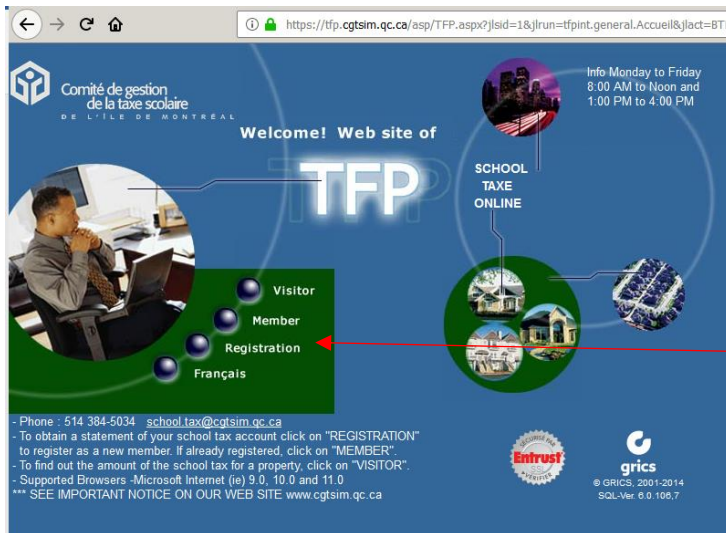 https://tfp.cgtsim.qc.ca/asp/TFP.aspx?jlsid=1&jlrun=tfpint.general.Accueil&jlact=BT
Comité de gestion
de la taxe scolaire
DE L'ÎLE DE MONTRÉAL
Info Monday to Friday
8:00 AM to Noon and
1:00 PM to 4:00 PM
Welcome! Web site of
TFP
SCHOOL
TAXE
ONLINE
Visitor
Member
Registration
Français
- Phone : 514 384-5034 school.tax@cgtsim.qc.ca
- To obtain a statement of your school tax account click on "REGISTRATION"
to register as a new member. If already registered, click on "MEMBER".
- To find out the amount of the school tax for a property, click on "VISITOR".
- Supported Browsers -Microsoft Internet (ie) 9.0, 10.0 and 11.0
*** SEE IMPORTANT NOTICE ON OUR WEB SITE www.cgtsim.qc.ca
SÉCURISÉ PAR
Entrust
SSL
VÉRIFIER
grics
© GRICS, 2001-2014
SQL-Ver. 6.0.106,7